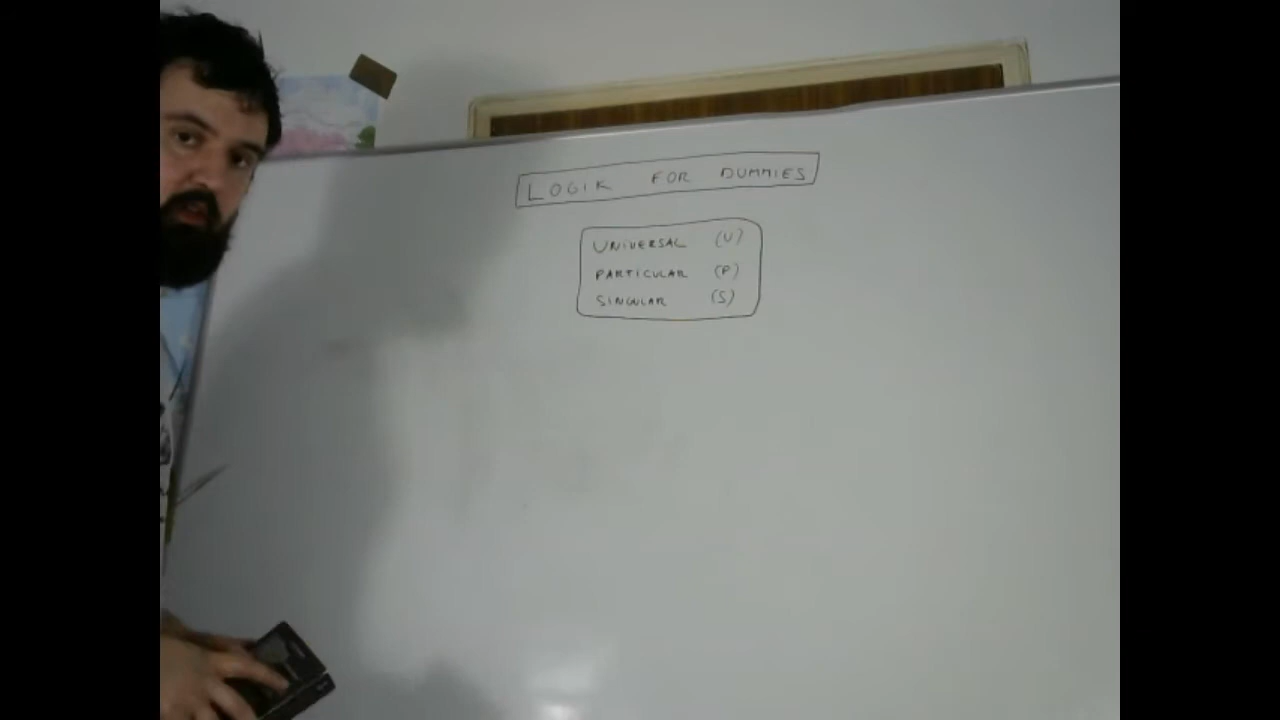 LOGIK FOR DUMMIES
UNIVERSAL (U)
PARTICULAR (P)
SINGULAR (S)